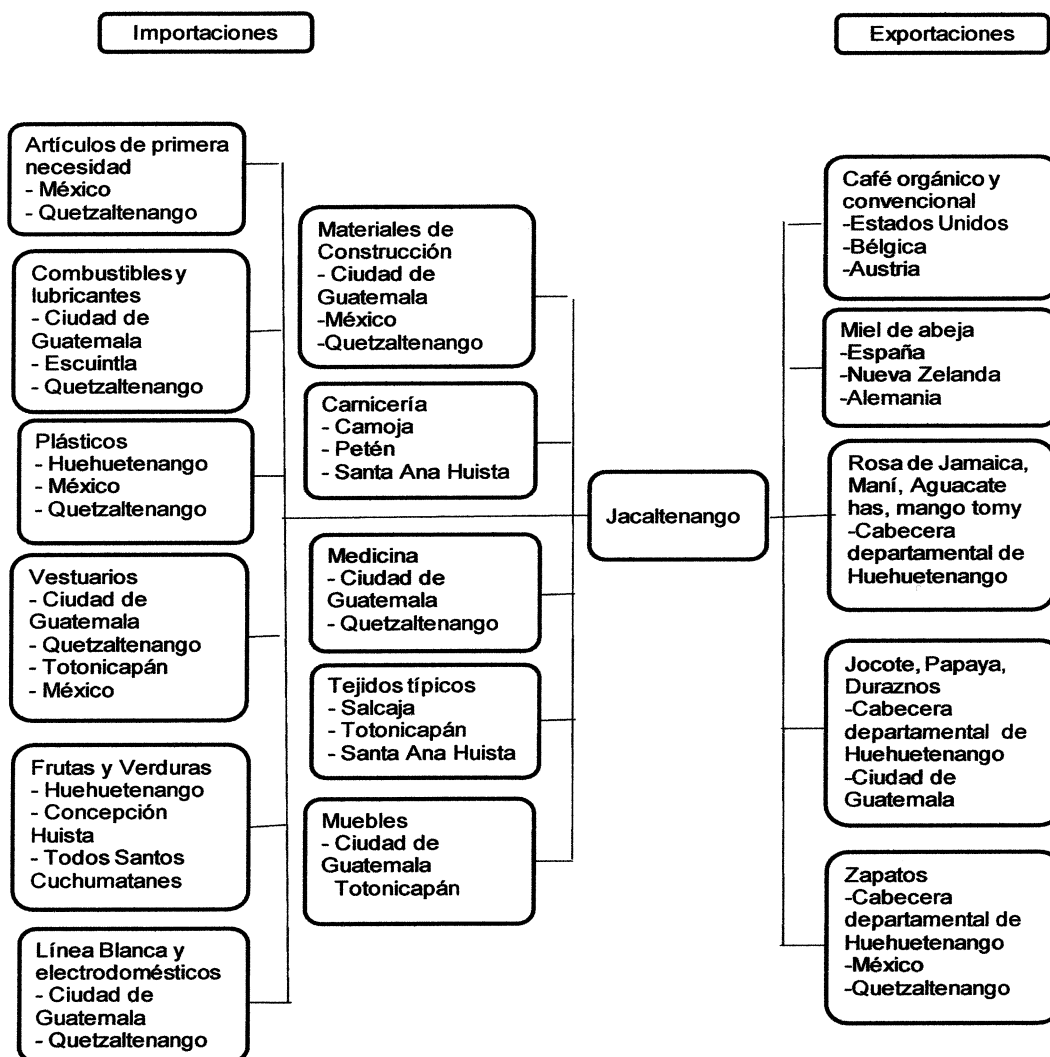 Importaciones
Exportaciones
Artículos de primera
necesidad
- México
- Quetzaltenango
Combustibles y
lubricantes
- Ciudad de
Guatemala
- Escuintla
- Quetzaltenango
Plásticos
- Huehuetenango
- México
- Quetzaltenango
Vestuarios
- Ciudad de
Guatemala
- Quetzaltenango
- Totonicapán
- México
Frutas y Verduras
- Huehuetenango
- Concepción
Huista
- Todos Santos
Cuchumatanes
Línea Blanca y
electrodomésticos
- Ciudad de
Guatemala
- Quetzaltenango
Materiales de
Construcción
- Ciudad de
Guatemala
-México
-Quetzaltenango
Carnicería
- Camoja
- Petén
- Santa Ana Huista
Medicina
- Ciudad de
Guatemala
- Quetzaltenango
Tejidos típicos
- Salcaja
- Totonicapán
- Santa Ana Huista
Muebles
- Ciudad de
Guatemala
Totonicapán
Jacaltenango
Café orgánico y
convencional
-Estados Unidos
-Bélgica
-Austria
Miel de abeja
-España
-Nueva Zelanda
-Alemania
Rosa de Jamaica,
Maní, Aguacate
has, mango tomy
-Cabecera
departamental de
Huehuetenango
Jocote, Papaya,
Duraznos
-Cabecera
departamental de
Huehuetenango
-Ciudad de
Guatemala
Zapatos
-Cabecera
departamental de
Huehuetenango
-México
-Quetzaltenango